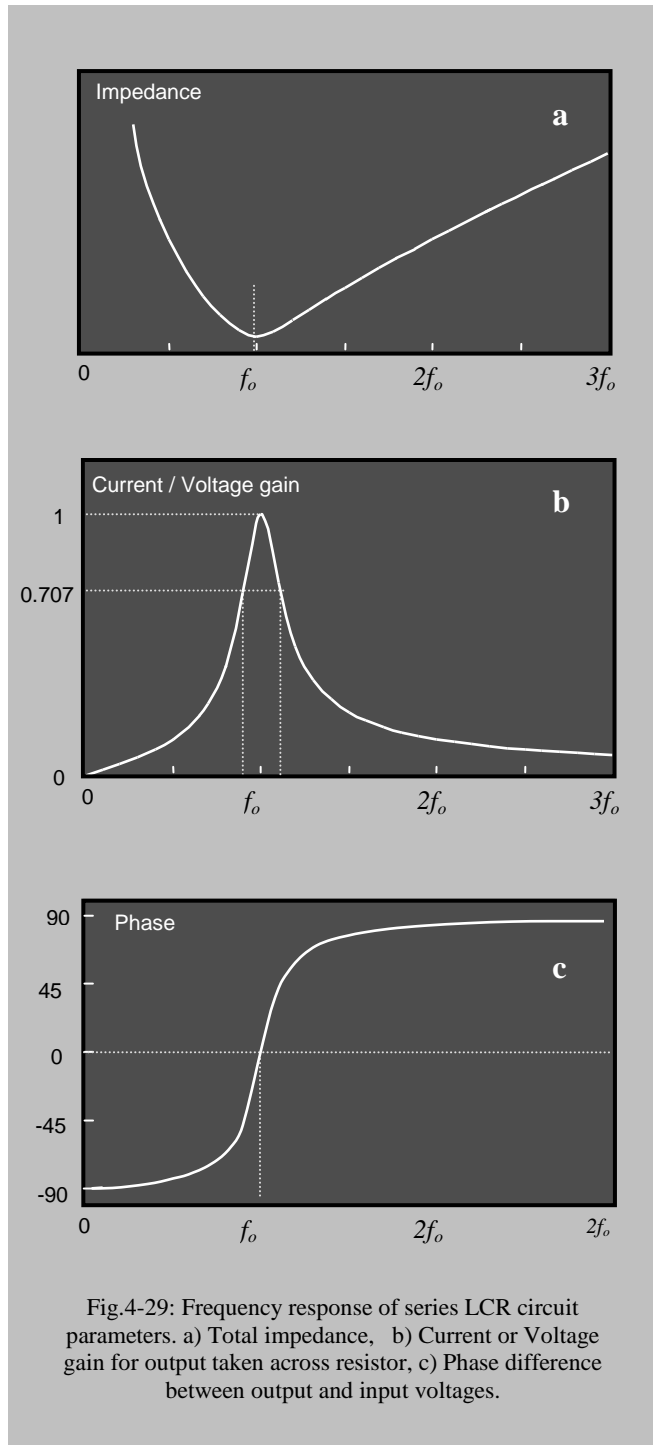 Impedance
a
0 fo 2fo 3fo
Current / Voltage gain
b
1
0.707
0
0 fo 2fo 3fo
90
Phase
c
45
0
-45
-90
0 fo 2fo 2fo
Fig.4-29: Frequency response of series LCR circuit
parameters. a) Total impedance, b) Current or Voltage
gain for output taken across resistor, c) Phase difference
between output and input voltages.